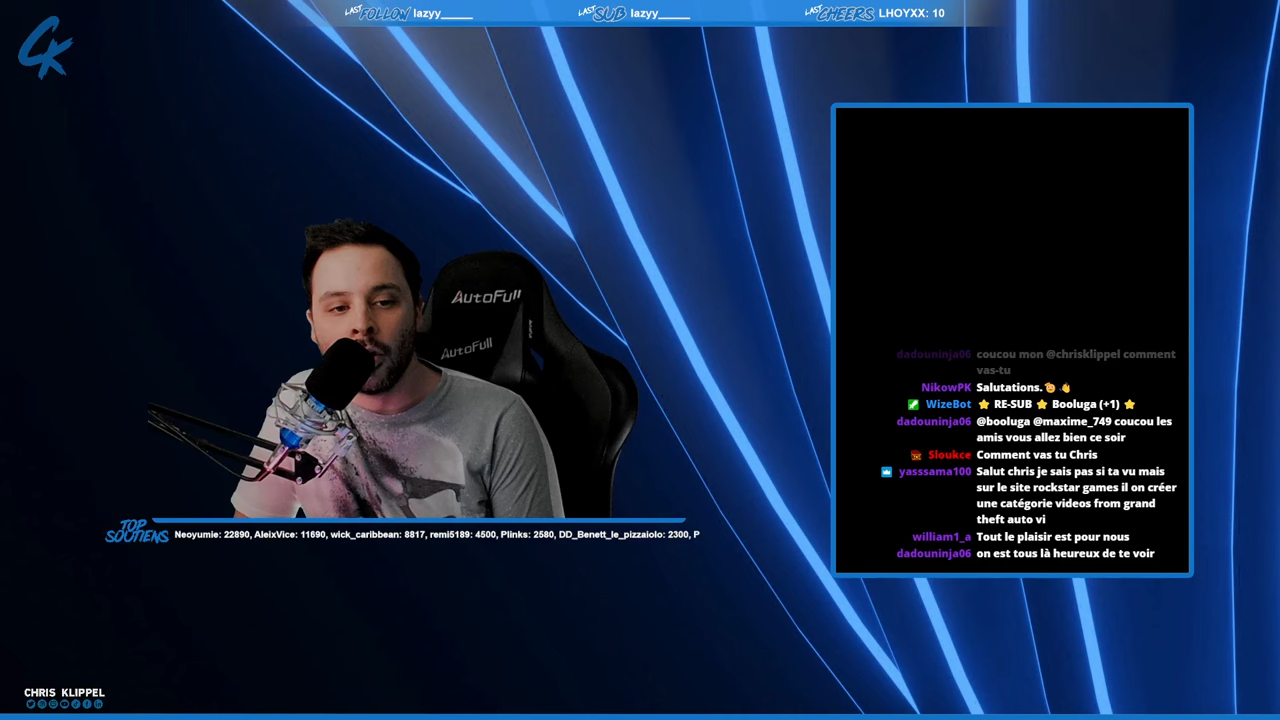 LAST FOLLOW lazyy_____ LAST SUB lazyy_____ LAST CHEERS LHOYXX: 10
CK
AutoFull
AutoFull
dadouninja06 coucou mon @chrisklippel comment
vas-tu
NikowPK Salutations.
WizeBot RE-SUB Booluga (+1)
dadouninja06 @booluga @maxime_749 coucou les
amis vous allez bien ce soir
Sloukce Comment vas tu Chris
yasssama100 Salut chris je sais pas si ta vu mais
sur le site rockstar games il on créer
une catégorie videos from grand
theft auto vi
william1_a Tout le plaisir est pour nous
dadouninja06 on est tous là heureux de te voir
TOP
SOUTIENS Neoyumie: 22890, AleixVice: 11690, wick_caribbean: 8817, remi5189: 4500, Plinks: 2580, DD_Benett_le_pizzaiolo: 2300, P
CHRIS KLIPPEL